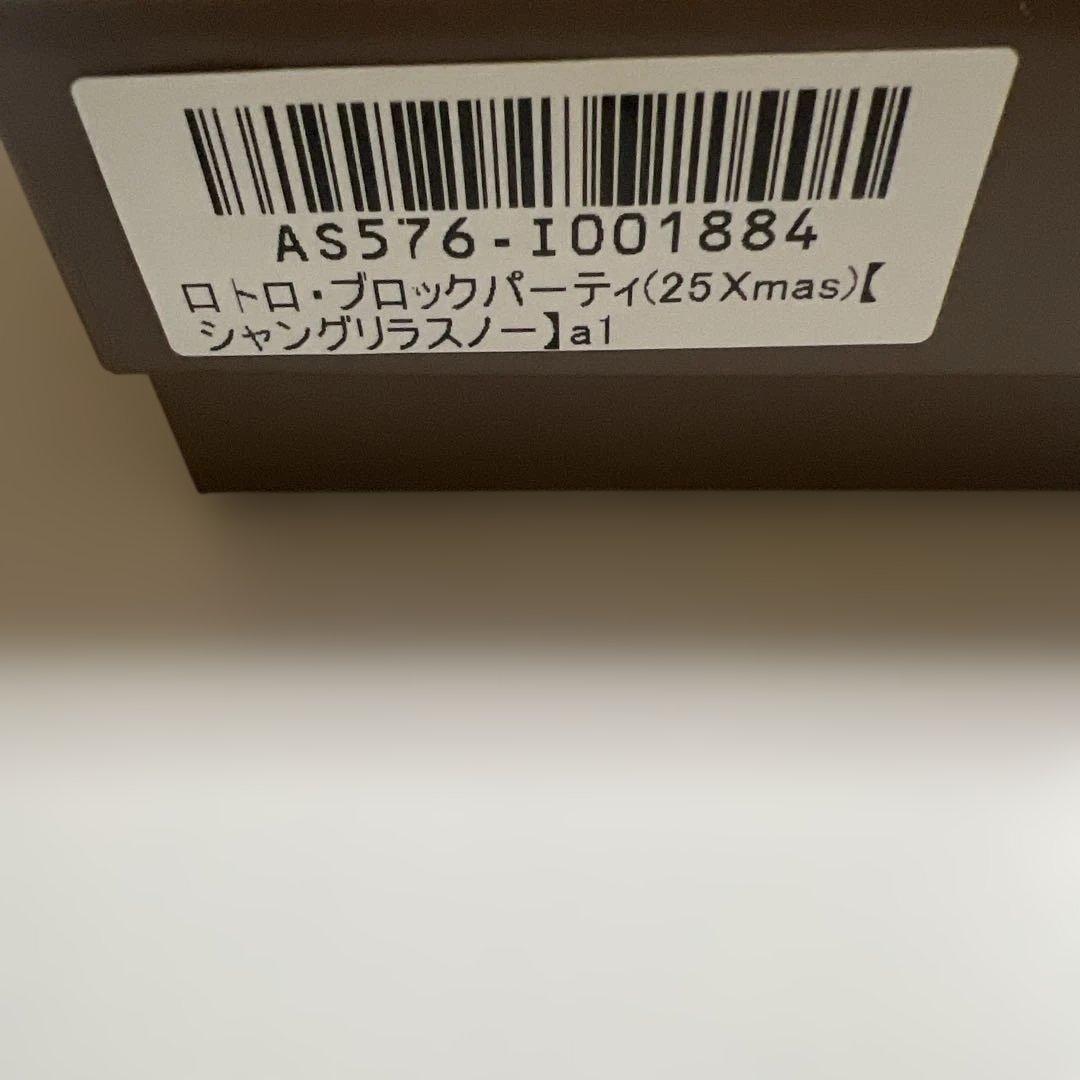 AS576-I001884
ロトロ・ブロックパーティ(25Xmas)【
シャングリラスノー】a1